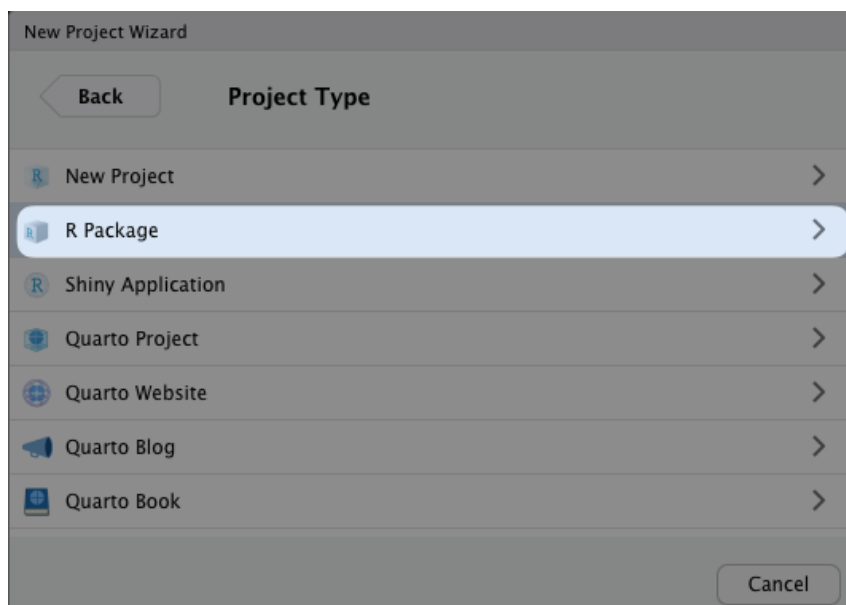 New Project Wizard
Back
Project Type
R New Project
R R Package
R Shiny Application
Quarto Project
Quarto Website
Quarto Blog
Quarto Book
Cancel